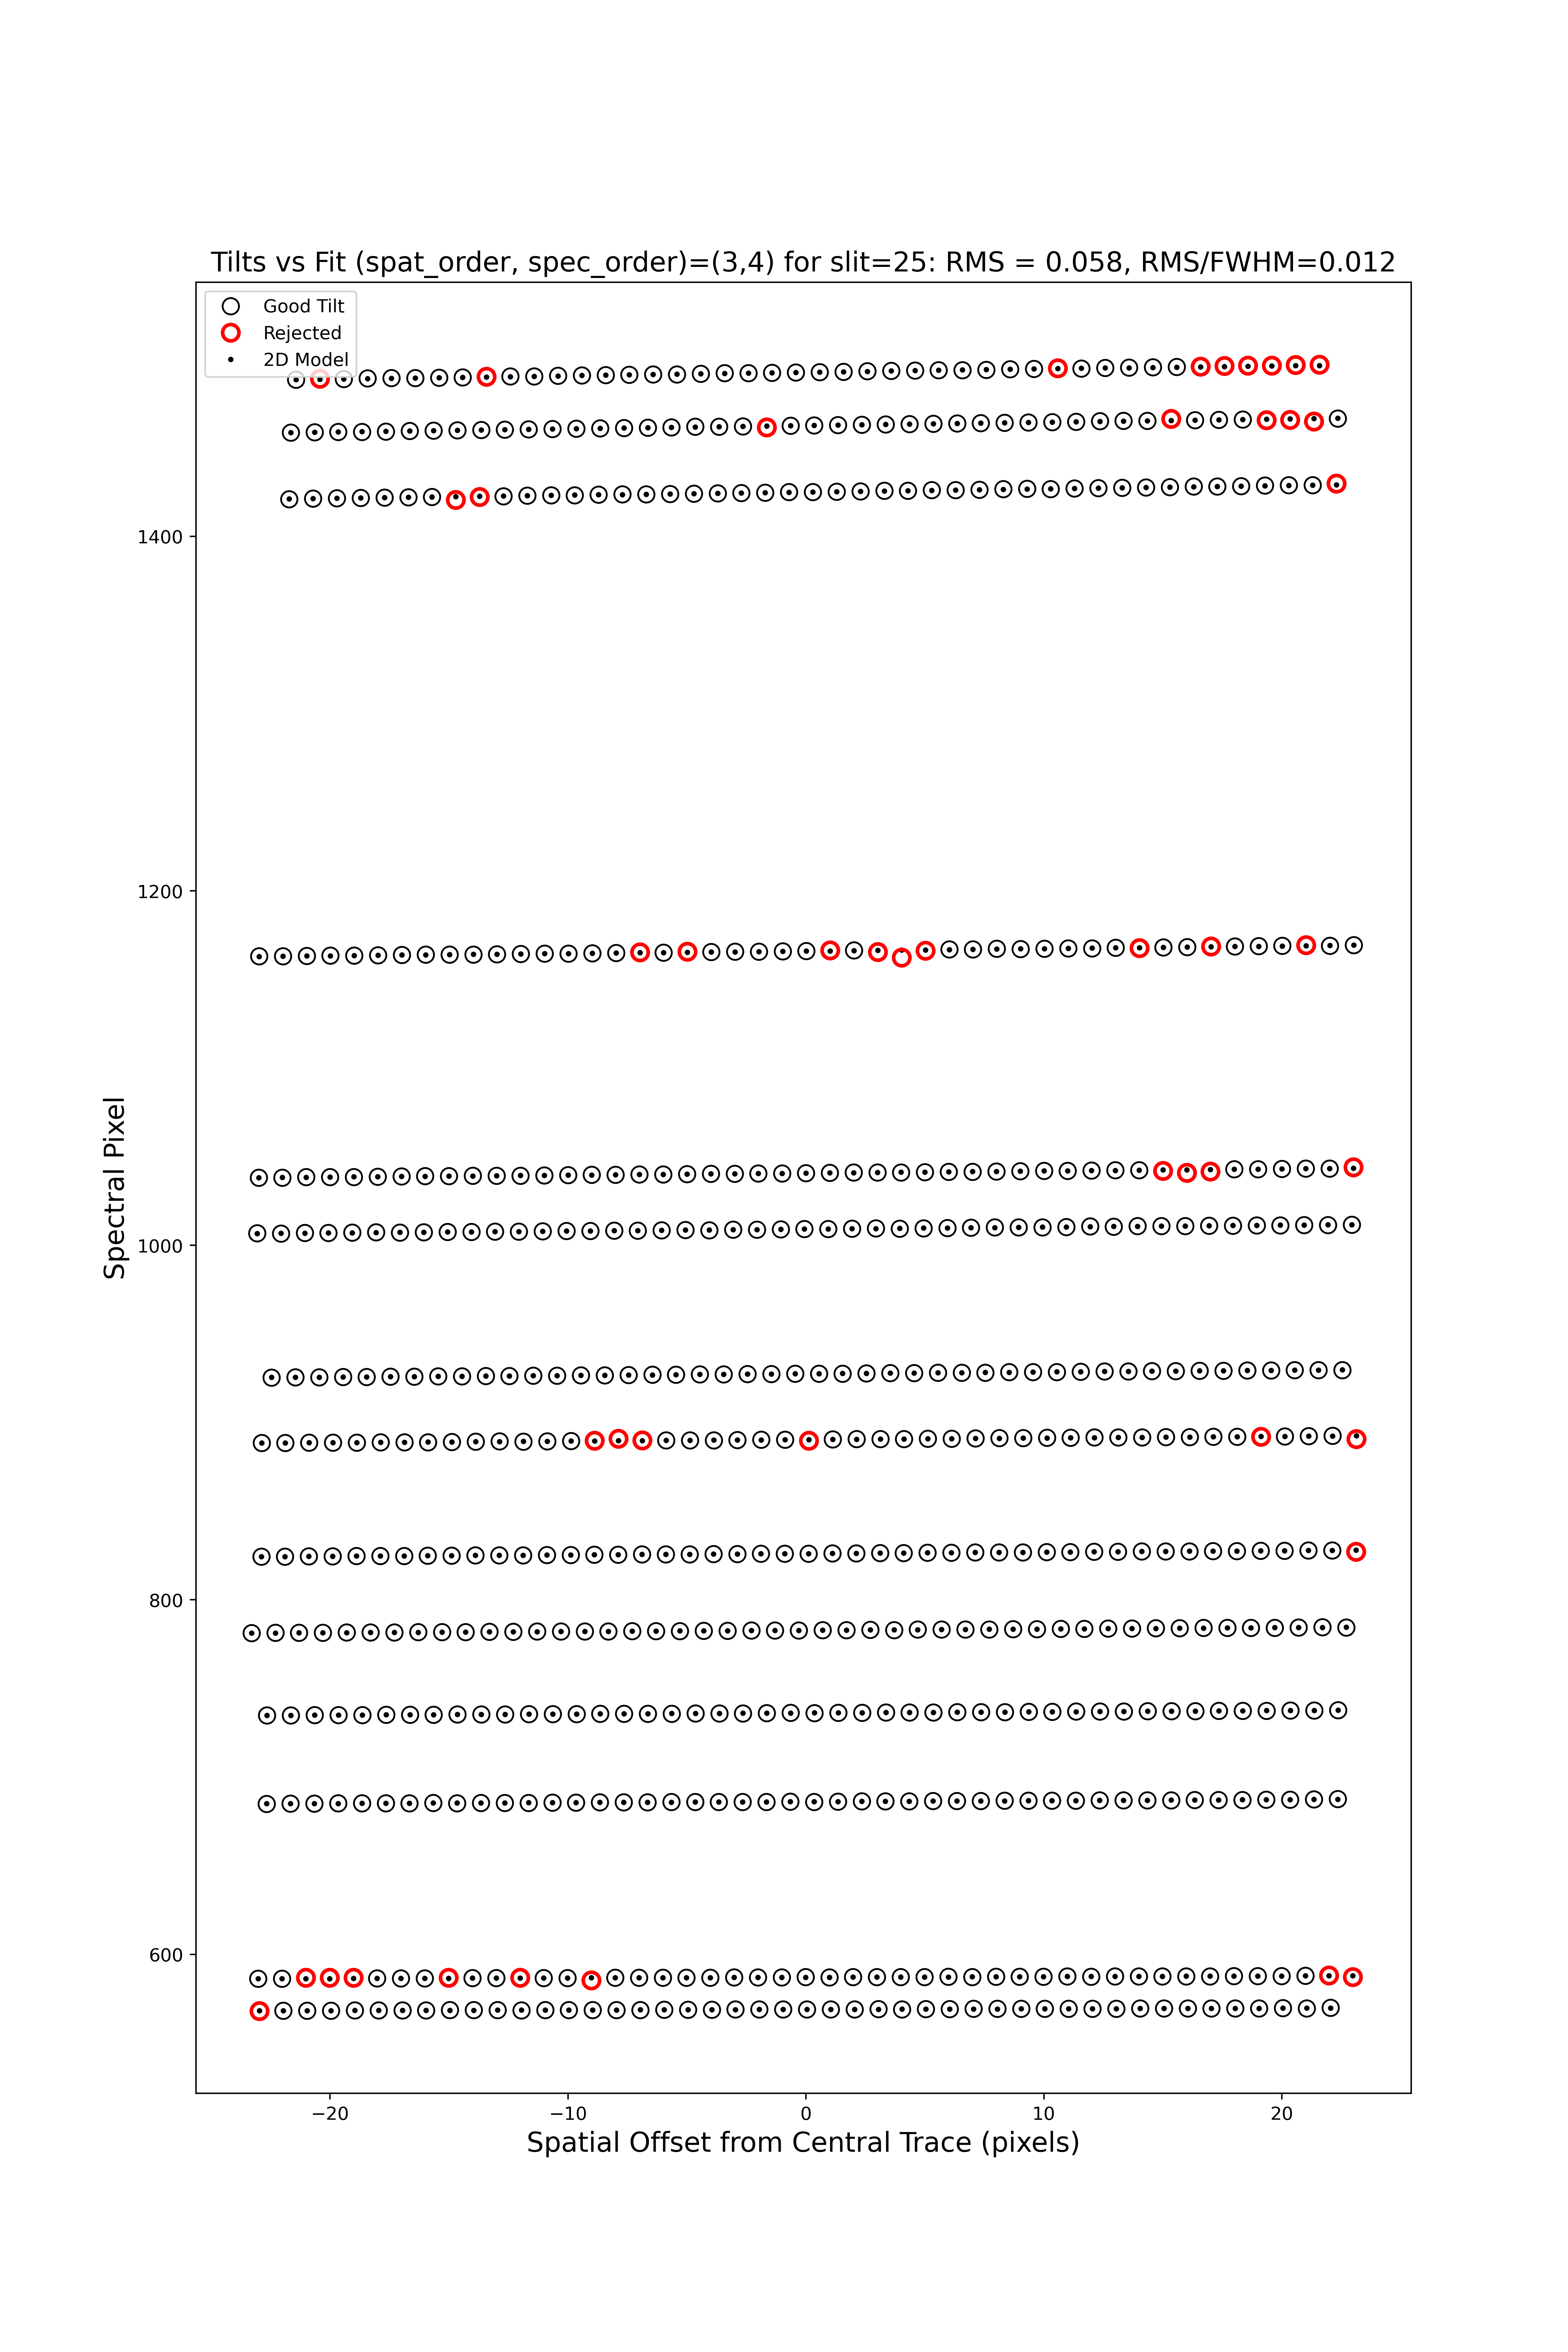 Tilts vs Fit (spat_order, spec_order)=(3,4) for slit=25: RMS = 0.058, RMS/FWHM=0.012
Good Tilt
Rejected
2D Model
1400
1200
1000
800
600
Spectral Pixel
−20 −10 0 10 20
Spatial Offset from Central Trace (pixels)